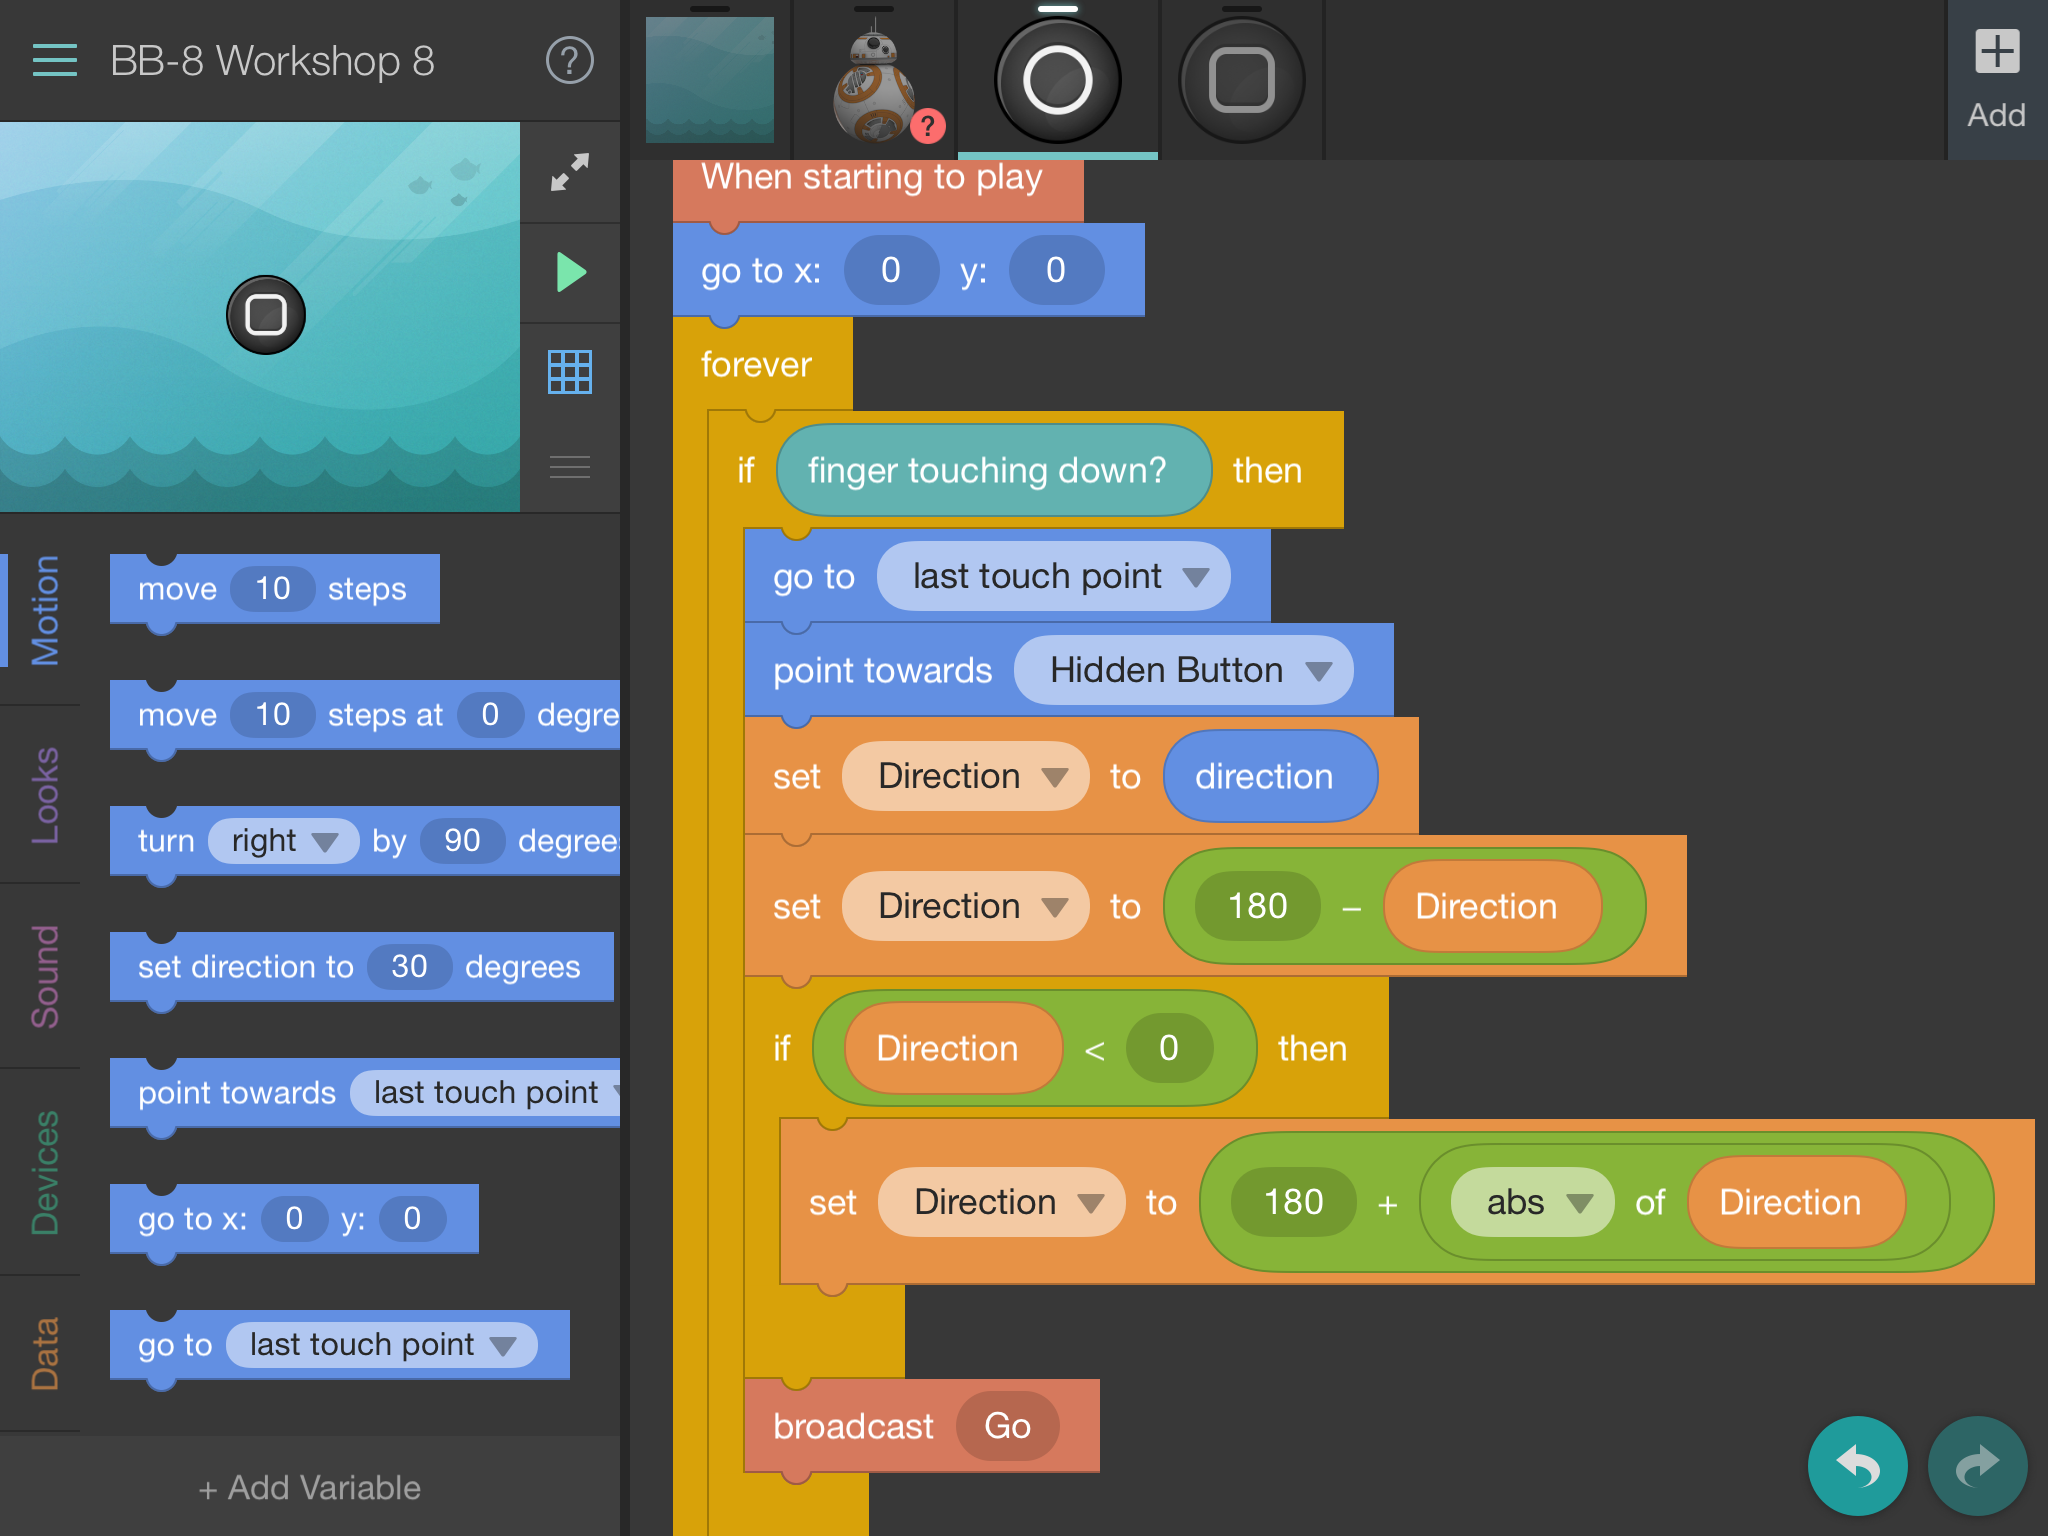 BB-8 Workshop 8
?
?
Add
When starting to play
go to x: 0 y: 0
forever
if finger touching down? then
go to last touch point
point towards Hidden Button
set Direction to direction
set Direction to 180 – Direction
if Direction < 0 then
set Direction to 180 + abs of Direction
broadcast Go
Motion
Looks
Sound
Devices
Data
move 10 steps
move 10 steps at 0 degre
turn right by 90 degrees
set direction to 30 degrees
point towards last touch point
go to x: 0 y: 0
go to last touch point
+ Add Variable